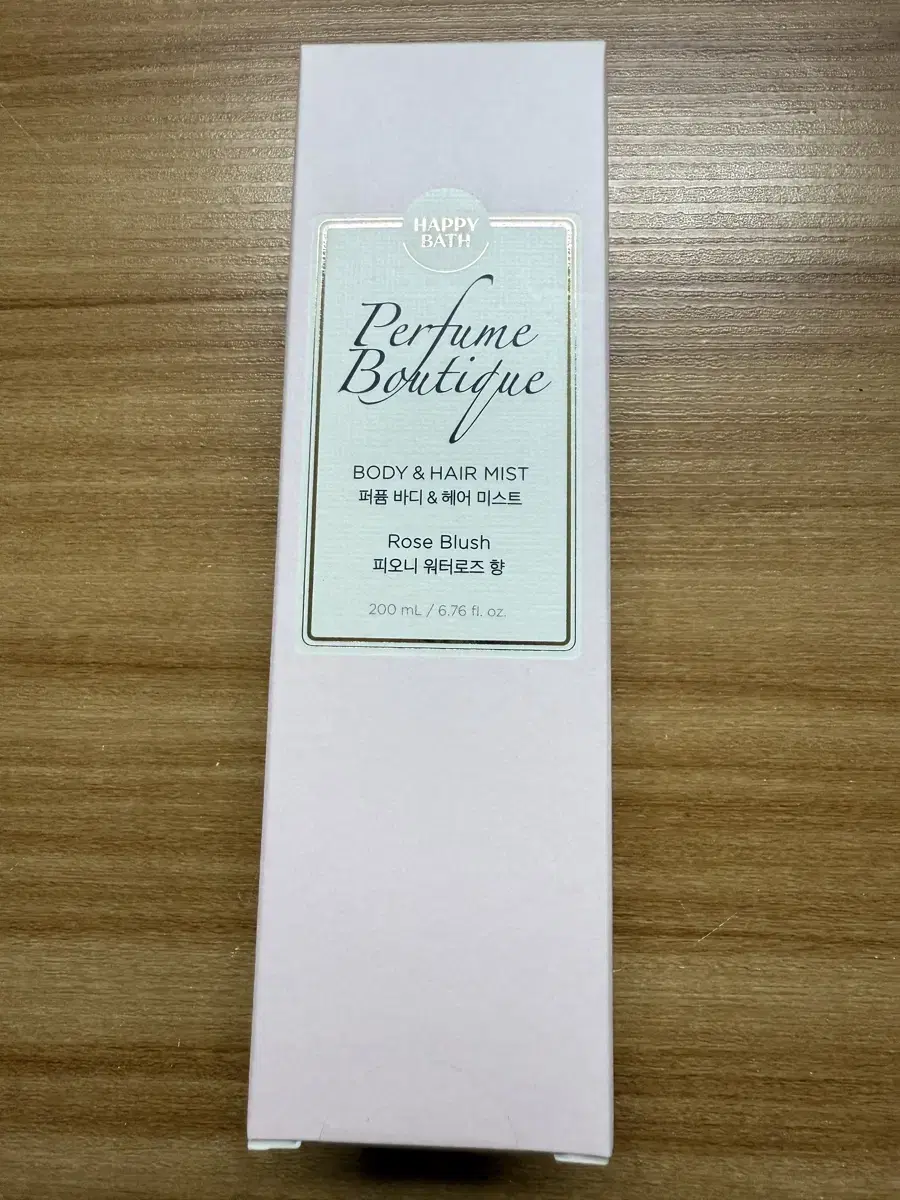 HAPPY
BATH
Perfume
Boutique
BODY & HAIR MIST
퍼퓸 바디 & 헤어 미스트
Rose Blush
피오니 워터로즈 향
200 mL / 6.76 fl. oz.